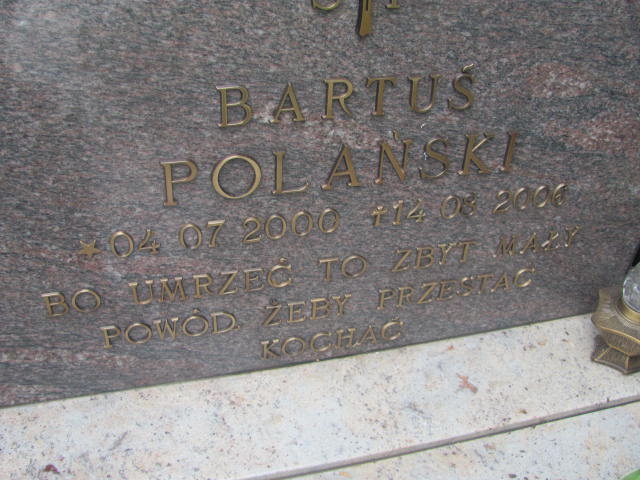 BARTUŚ
POLAŃSKI
04 07 2000 14 08 2006
BO UMRZEĆ TO ZBYT MAŁY
POWÓD ŻEBY PRZESTAĆ
KOCHAĆ